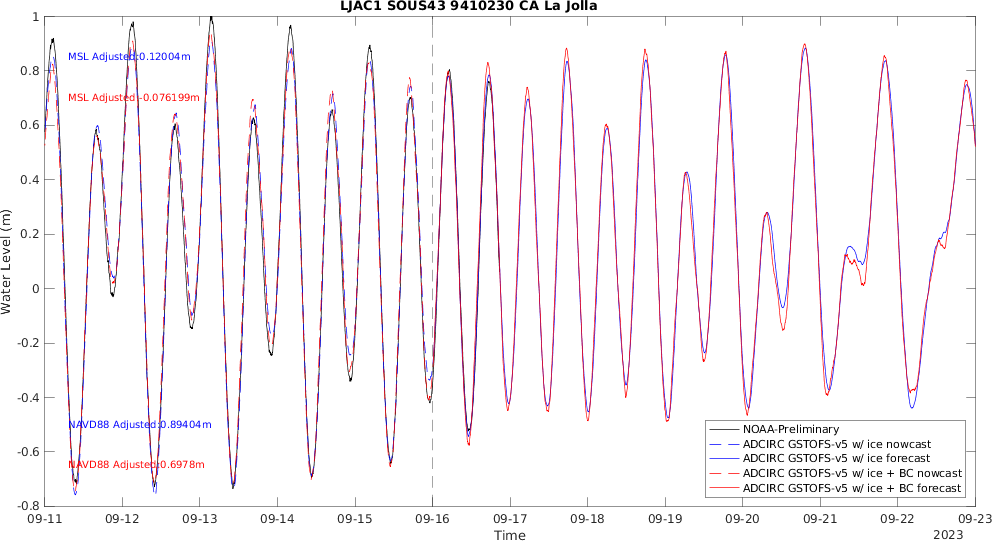 LJAC1 SOUS43 9410230 CA La Jolla
1
0.8
0.6
0.4
0.2
0
-0.2
-0.4
-0.6
-0.8
Water Level (m)
MSL Adjusted:0.12004m
MSL Adjusted:-0.076199m
NAVD88 Adjusted:0.89404m
NAVD88 Adjusted:0.6978m
NOAA-Preliminary
ADCIRC GSTOFS-v5 w/ ice nowcast
ADCIRC GSTOFS-v5 w/ ice forecast
ADCIRC GSTOFS-v5 w/ ice + BC nowcast
ADCIRC GSTOFS-v5 w/ ice + BC forecast
09-11 09-12 09-13 09-14 09-15 09-16 09-17 09-18 09-19 09-20 09-21 09-22 09-23
Time
2023